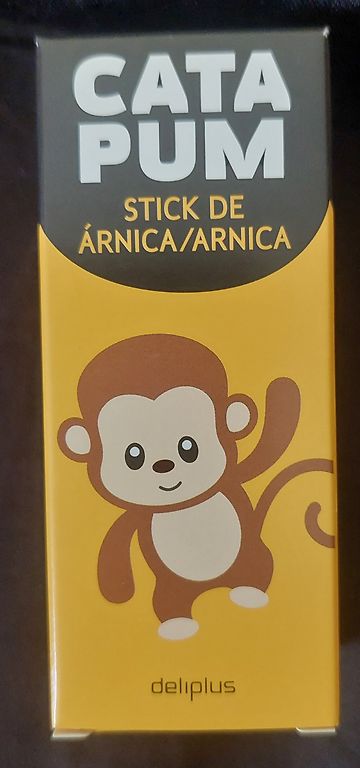 CATA
PUM
STICK DE
ÁRNICA/ARNICA
deliplus